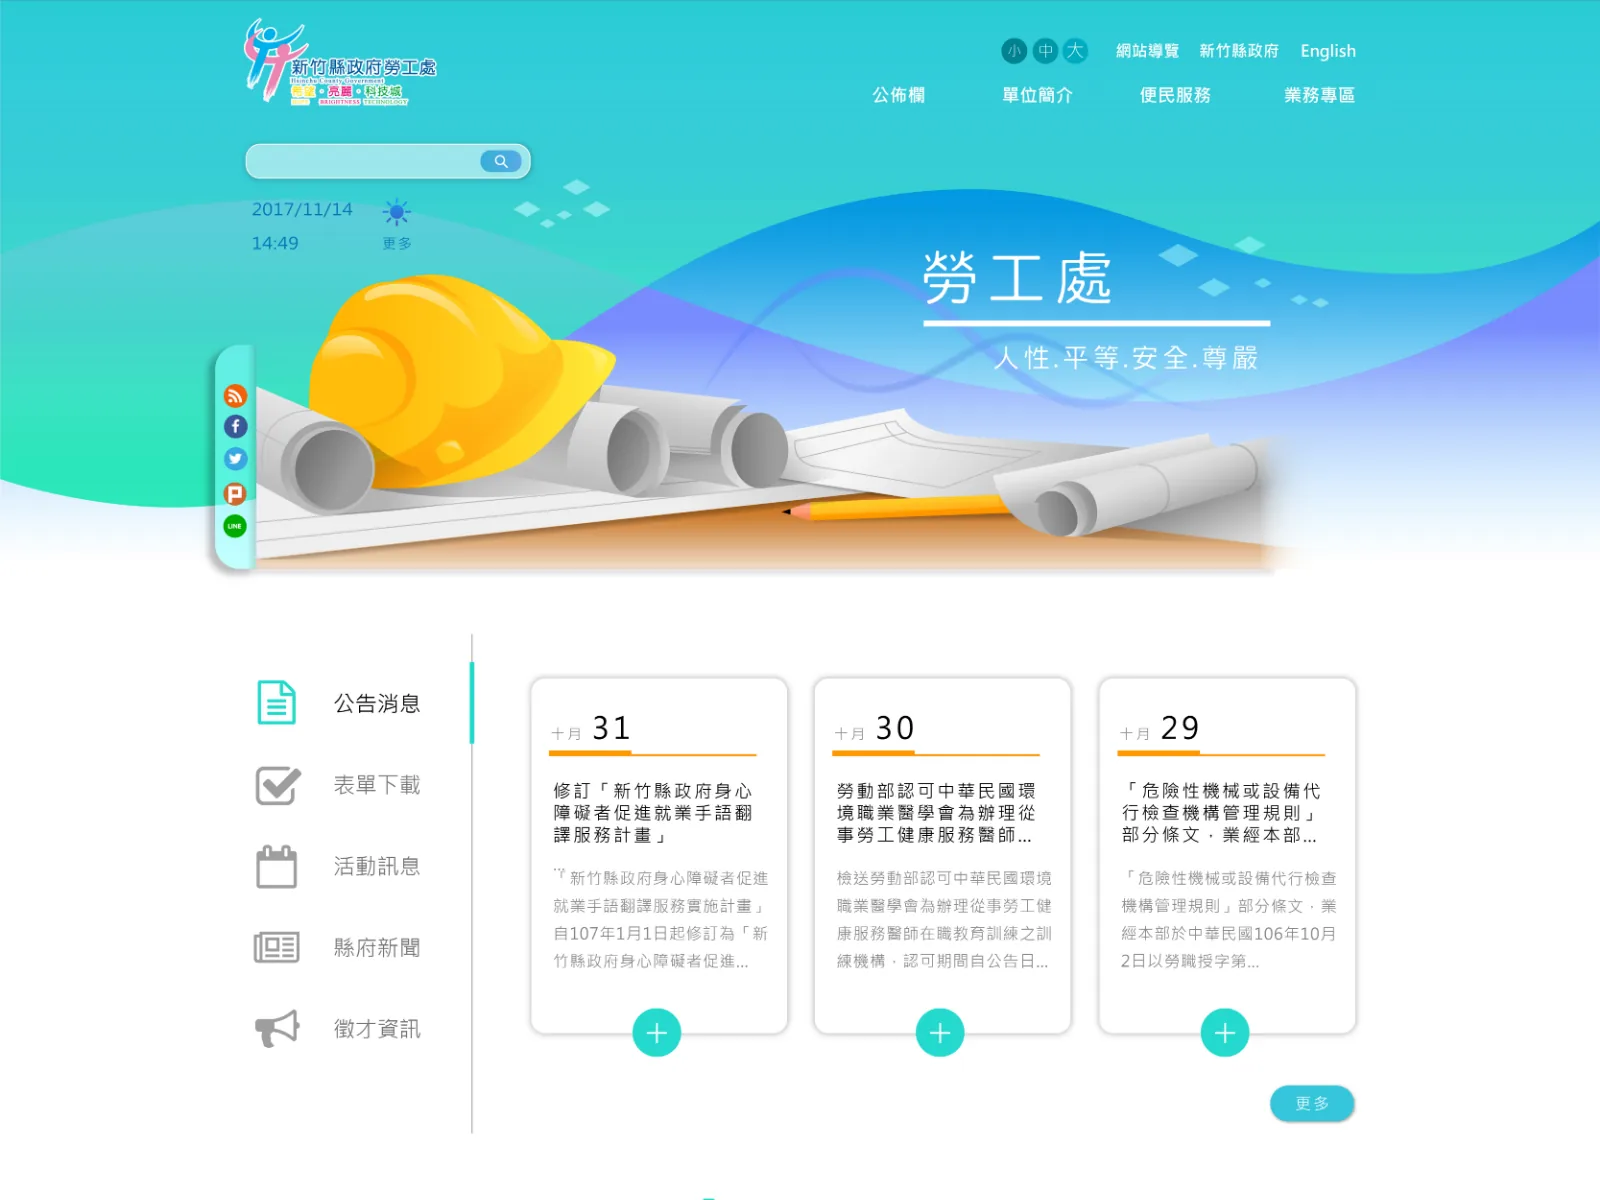 新竹縣政府勞工處
Hsinchu County Government
希望·亮麗·科技城
BRIGHTNESS TECHNOLOGY
小 中 大 網站導覽 新竹縣政府 English
公佈欄 單位簡介 便民服務 業務專區
2017/11/14
14:49 更多
勞工處
人性.平等.安全.尊嚴
LINE
公告消息
表單下載
活動訊息
縣府新聞
徵才資訊
十月 31
修訂「新竹縣政府身心
障礙者促進就業手語翻
譯服務計畫」
新竹縣政府身心障礙者促進
就業手語翻譯服務實施計畫」
自107年1月1日起修訂為「新
竹縣政府身心障礙者促進...
十月 30
勞動部認可中華民國環
境職業醫學會為辦理從
事勞工健康服務醫師...
檢送勞動部認可中華民國環境
職業醫學會為辦理從事勞工健
康服務醫師在職教育訓練之訓
練機構，認可期間自公告日...
十月 29
「危險性機械或設備代
行檢查機構管理規則」
部分條文，業經本部...
「危險性機械或設備代行檢查
機構管理規則」部分條文，業
經本部於中華民國106年10月
2日以勞職授字第...
更多